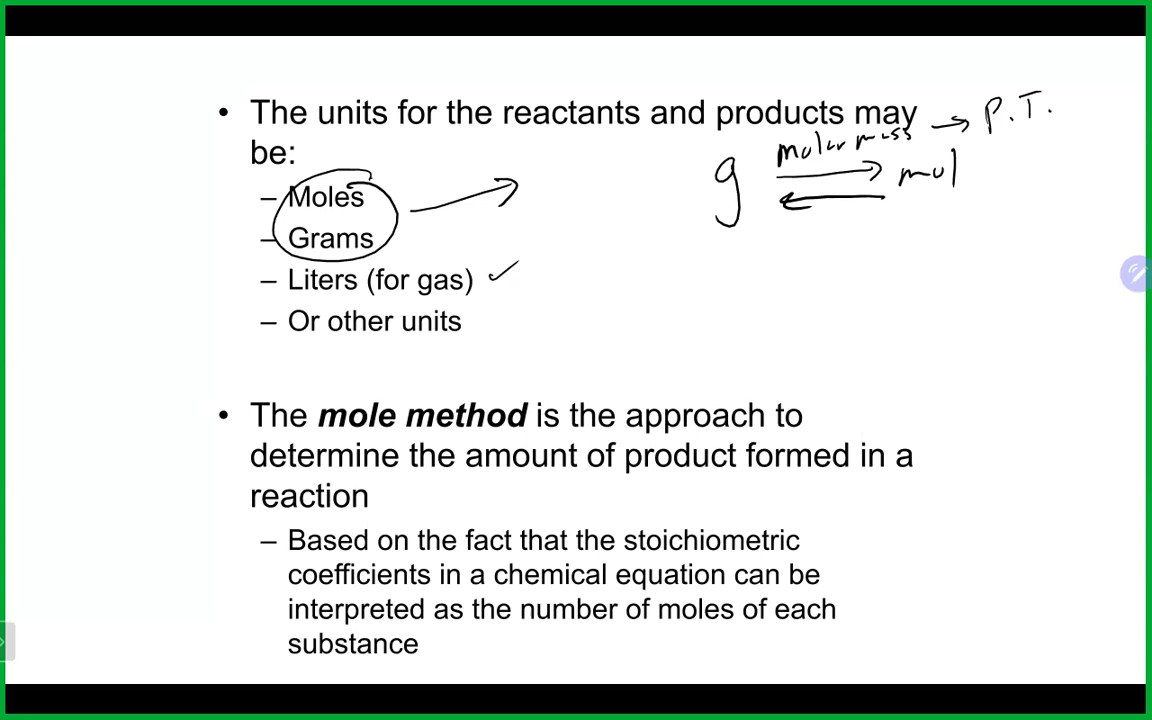 • The units for the reactants and products may
be:
– Moles
– Grams
– Liters (for gas) ✓
– Or other units
molar mass → P.T.
g ⇄ mol
• The mole method is the approach to
determine the amount of product formed in a
reaction
– Based on the fact that the stoichiometric
coefficients in a chemical equation can be
interpreted as the number of moles of each
substance